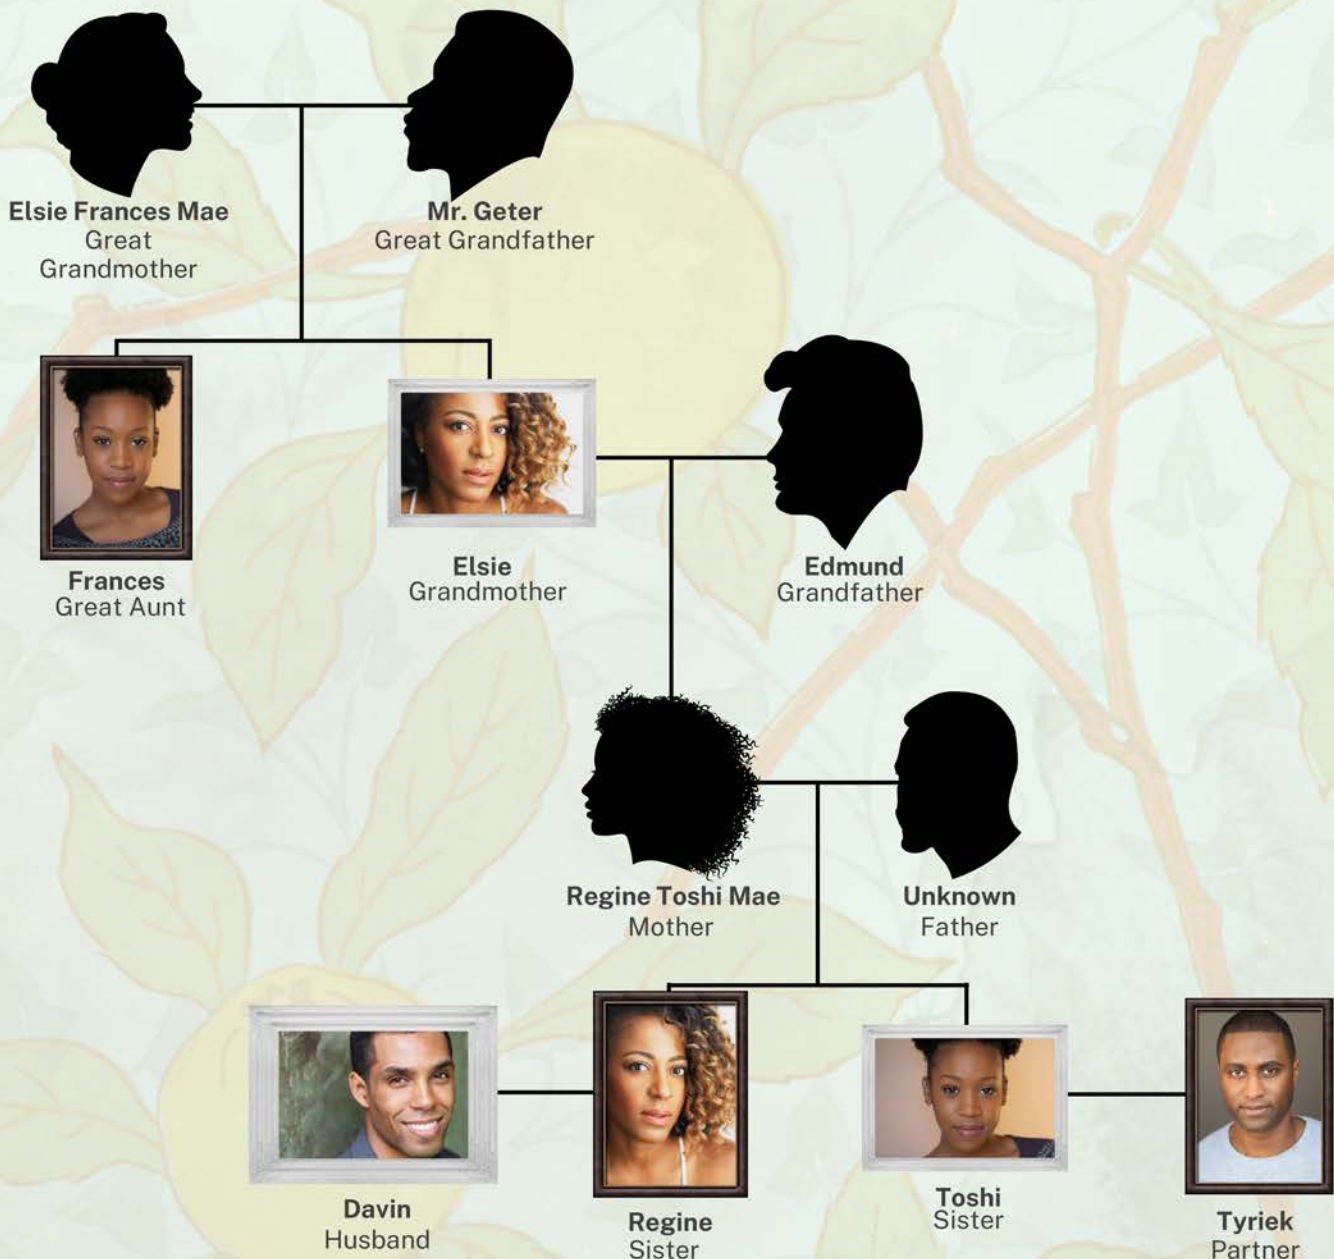 Elsie Frances Mae
Great
Grandmother
Mr. Geter
Great Grandfather
Frances
Great Aunt
Elsie
Grandmother
Edmund
Grandfather
Regine Toshi Mae
Mother
Unknown
Father
Davin
Husband
Regine
Sister
Toshi
Sister
Tyriek
Partner